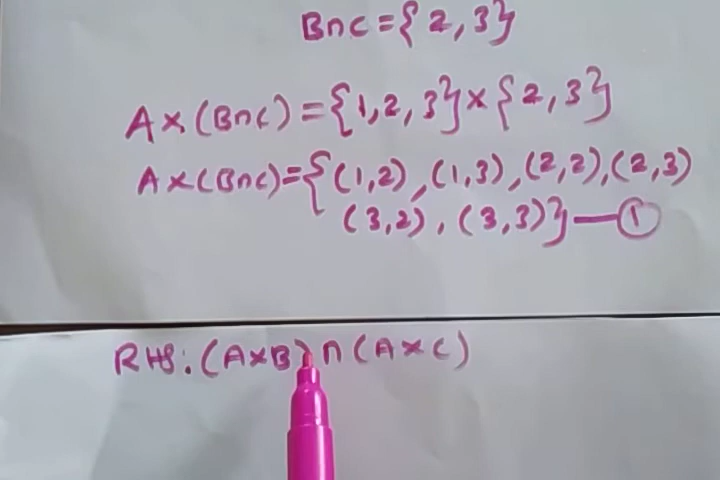 B∩C = {2, 3}
A×(B∩C) = {1, 2, 3} × {2, 3}
A×(B∩C) = {(1,2), (1,3), (2,2), (2,3)
(3,2), (3,3)} — ①
RHS: (A×B) ∩ (A×C)